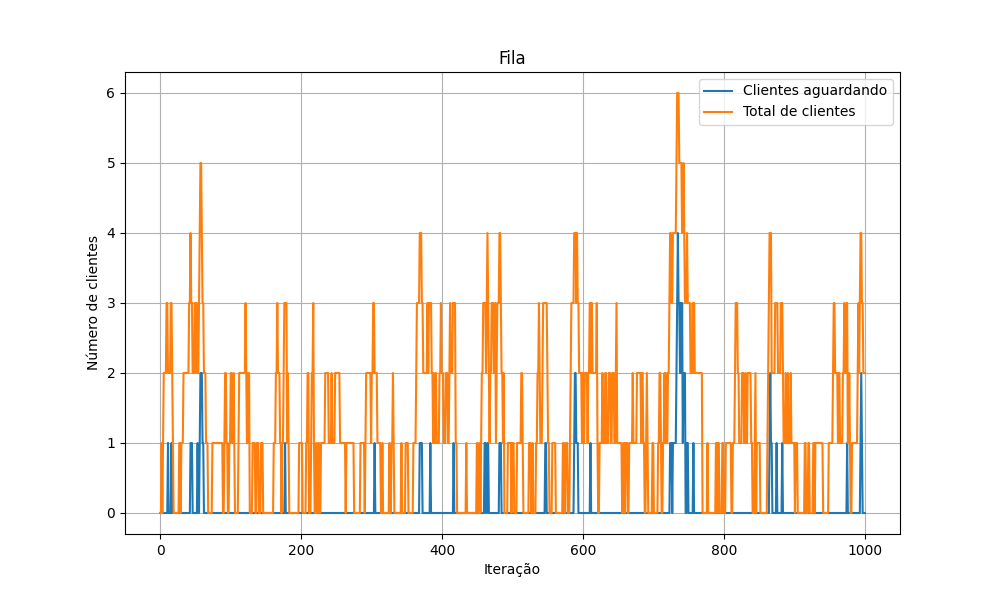 Fila
Clientes aguardando
Total de clientes
6
5
4
3
2
1
0
Número de clientes
0 200 400 600 800 1000
Iteração